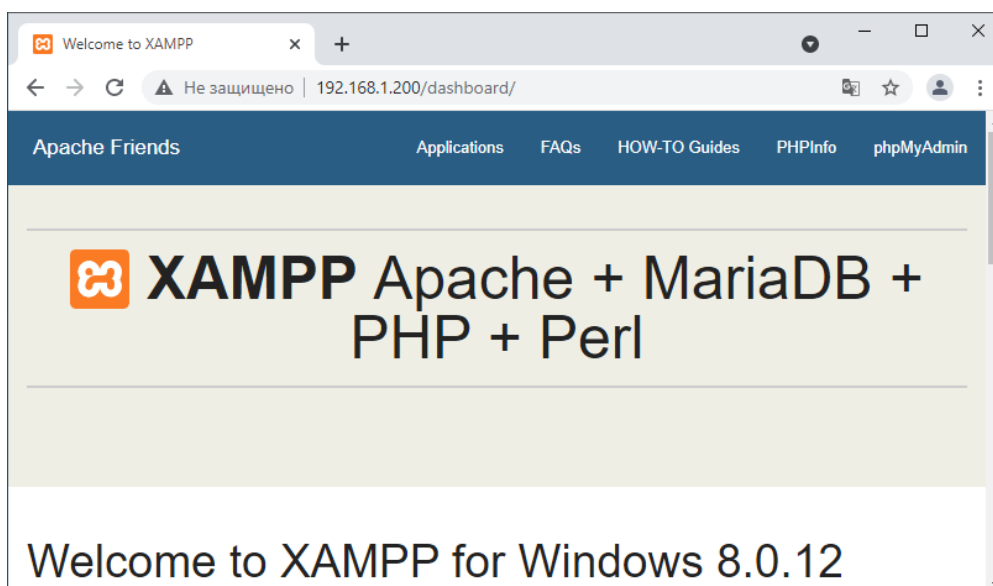 Welcome to XAMPP
Не защищено 192.168.1.200/dashboard/
Apache Friends Applications FAQs HOW-TO Guides PHPInfo phpMyAdmin
XAMPP Apache + MariaDB +
PHP + Perl
Welcome to XAMPP for Windows 8.0.12